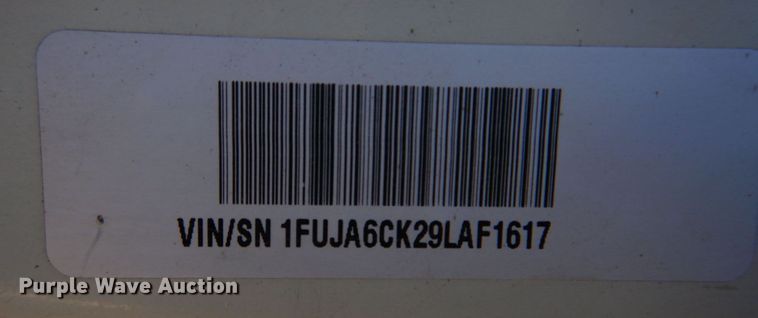 VIN/SN 1FUJA6CK29LAF1617
Purple Wave Auction